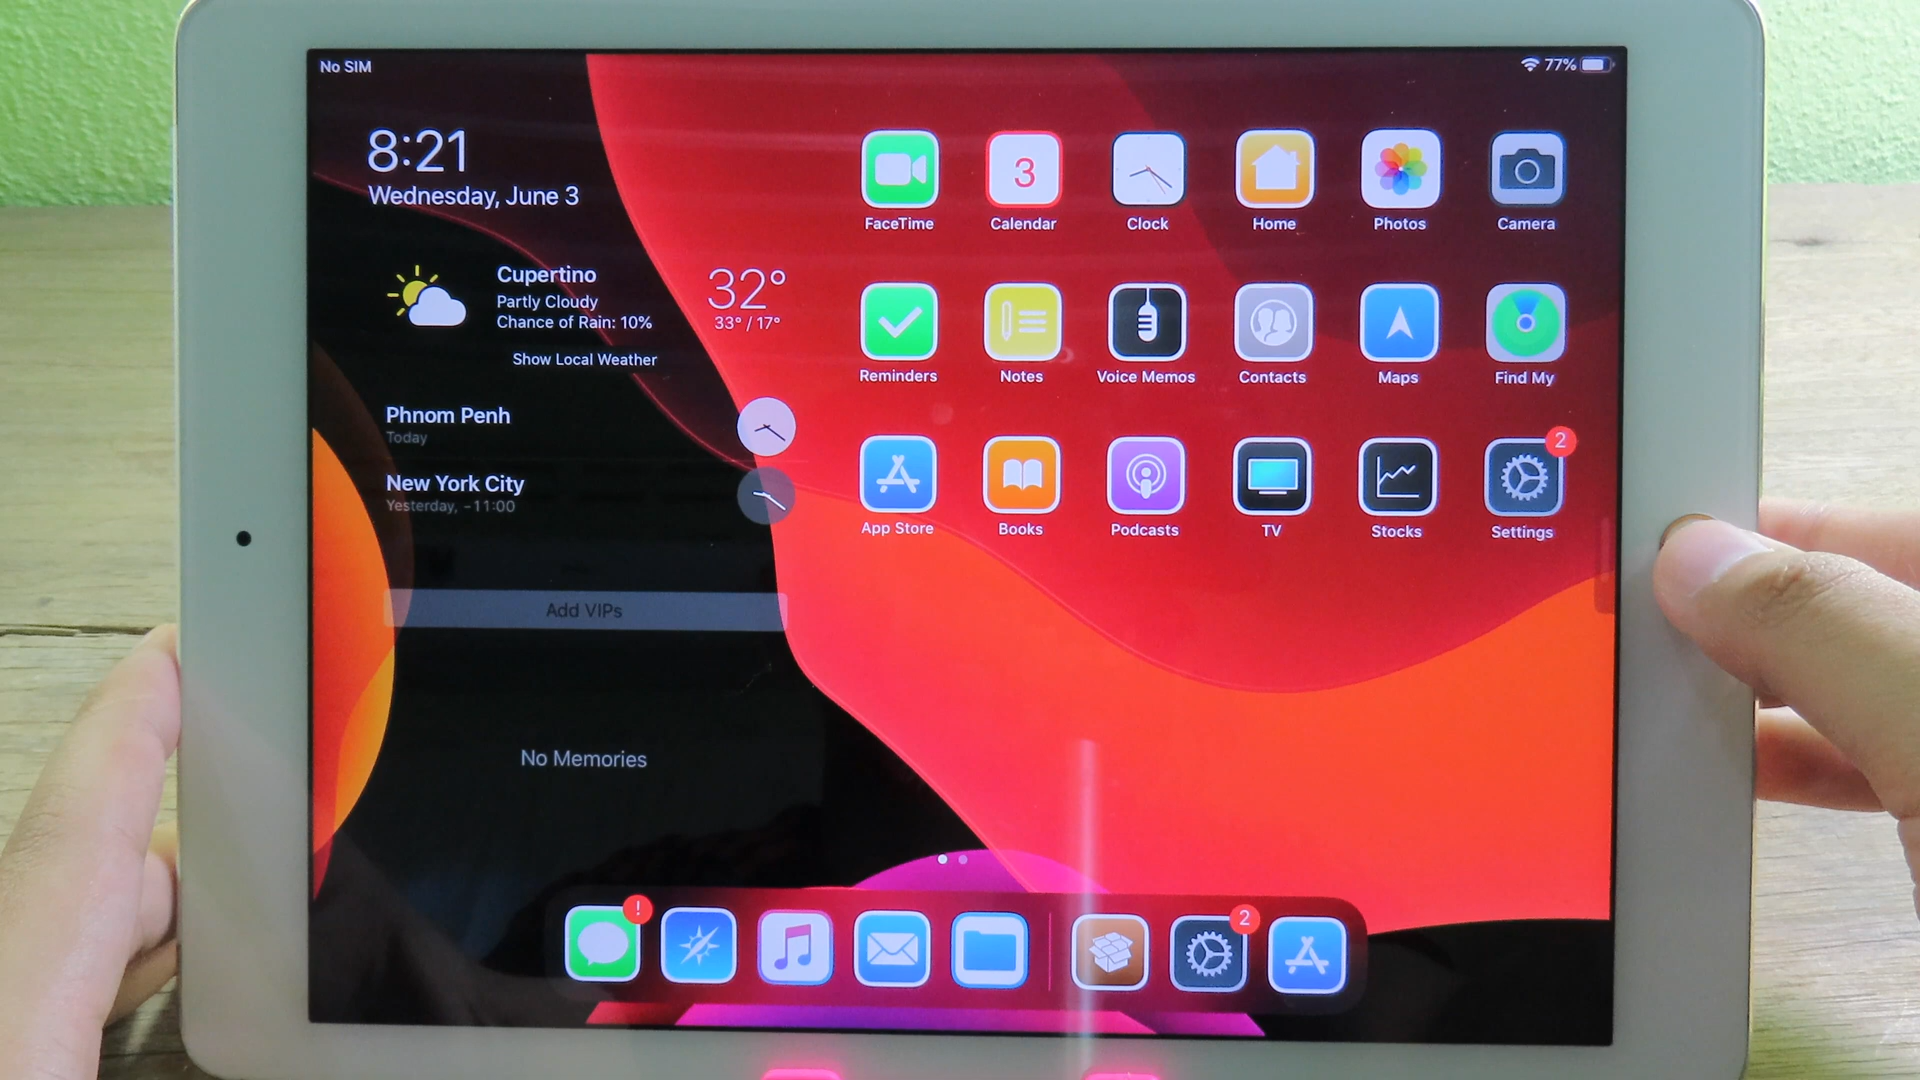 No SIM
77%
8:21
Wednesday, June 3
Cupertino
Partly Cloudy
Chance of Rain: 10%
32°
33° / 17°
Show Local Weather
Phnom Penh
Today
New York City
Yesterday, -11:00
Add VIPs
No Memories
3
FaceTime
Calendar
Clock
Home
Photos
Camera
Reminders
Notes
Voice Memos
Contacts
Maps
Find My
2
App Store
Books
Podcasts
TV
Stocks
Settings
!
2